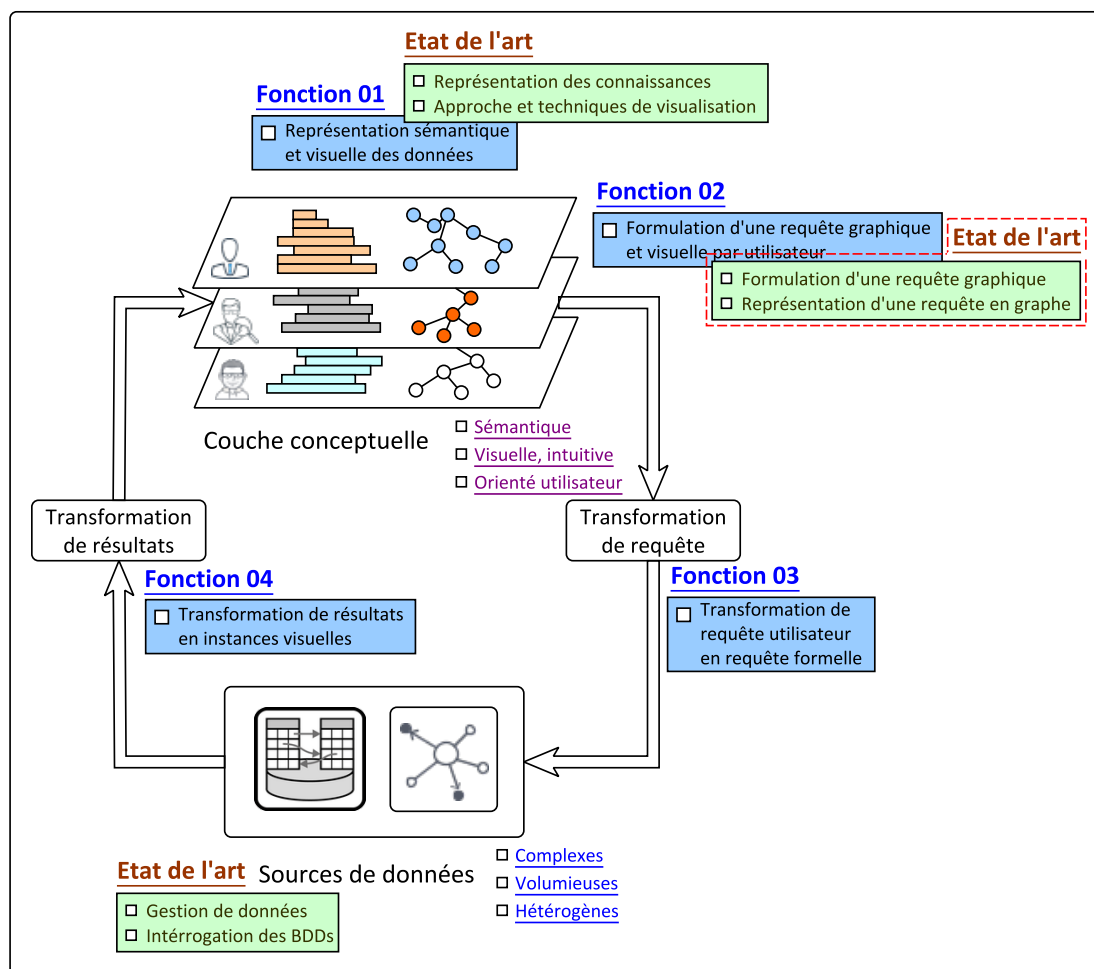 Etat de l'art
Représentation des connaissances
Approche et techniques de visualisation
Fonction 01
Représentation sémantique
et visuelle des données
Fonction 02
Formulation d'une requête graphique
et visuelle par utilisateur
Etat de l'art
Formulation d'une requête graphique
Représentation d'une requête en graphe
Couche conceptuelle
Sémantique
Visuelle, intuitive
Orienté utilisateur
Transformation
de résultats
Transformation
de requête
Fonction 04
Transformation de résultats
en instances visuelles
Fonction 03
Transformation de
requête utilisateur
en requête formelle
Etat de l'art
Gestion de données
Intérrogation des BDDs
Sources de données
Complexes
Volumieuses
Hétérogènes